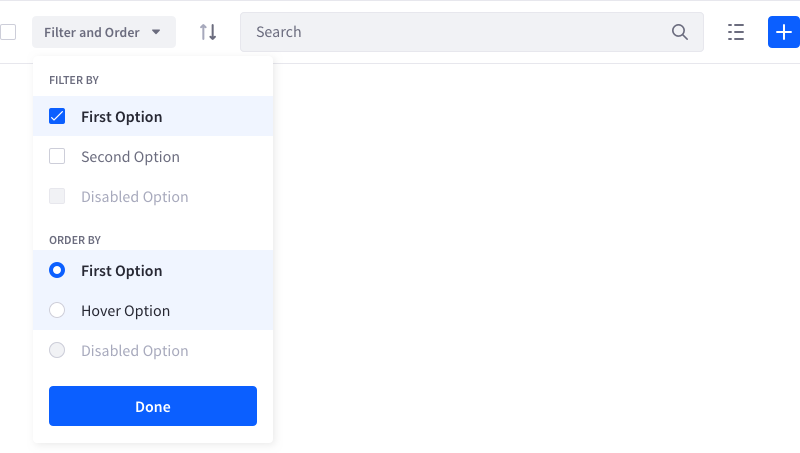 Filter and Order
Search
FILTER BY
First Option
Second Option
Disabled Option
ORDER BY
First Option
Hover Option
Disabled Option
Done